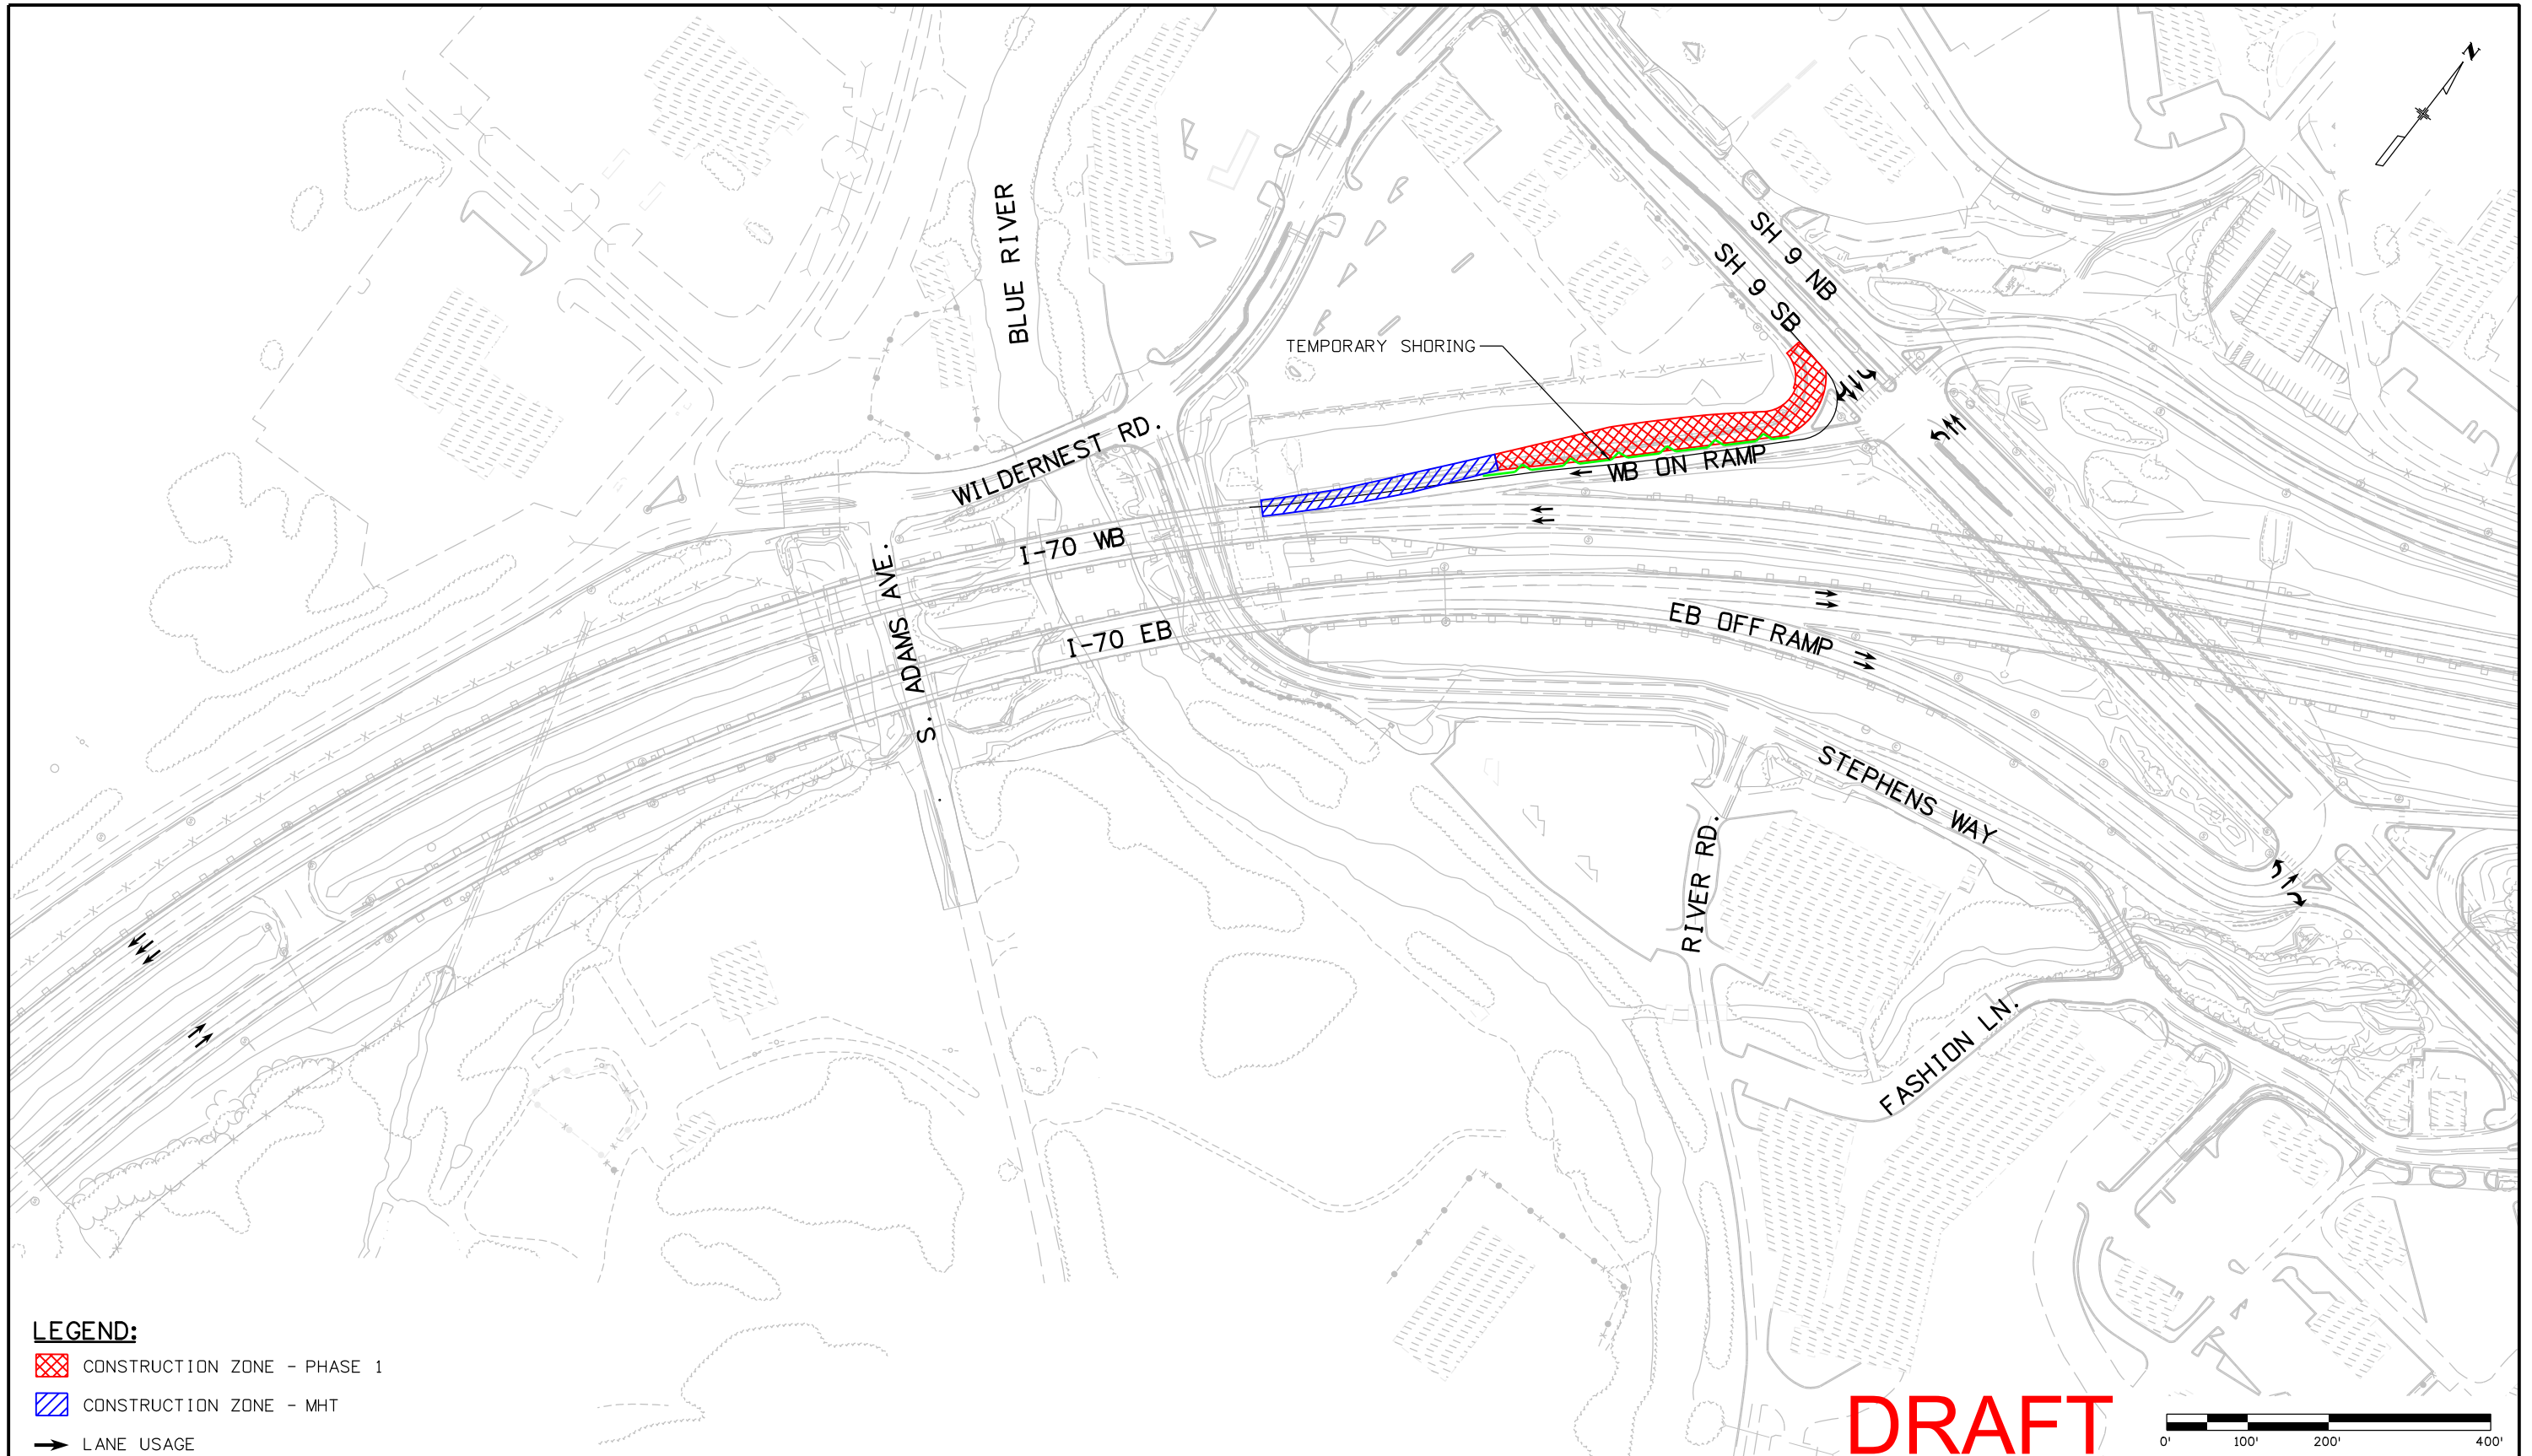 N
BLUE RIVER
SH 9 NB
SH 9 SB
TEMPORARY SHORING
WILDERNEST RD.
WB ON RAMP
I-70 WB
S. ADAMS AVE.
I-70 EB
EB OFF RAMP
STEPHENS WAY
RIVER RD.
FASHION LN.
LEGEND:
CONSTRUCTION ZONE - PHASE 1
CONSTRUCTION ZONE - MHT
LANE USAGE
DRAFT
0' 100' 200' 400'